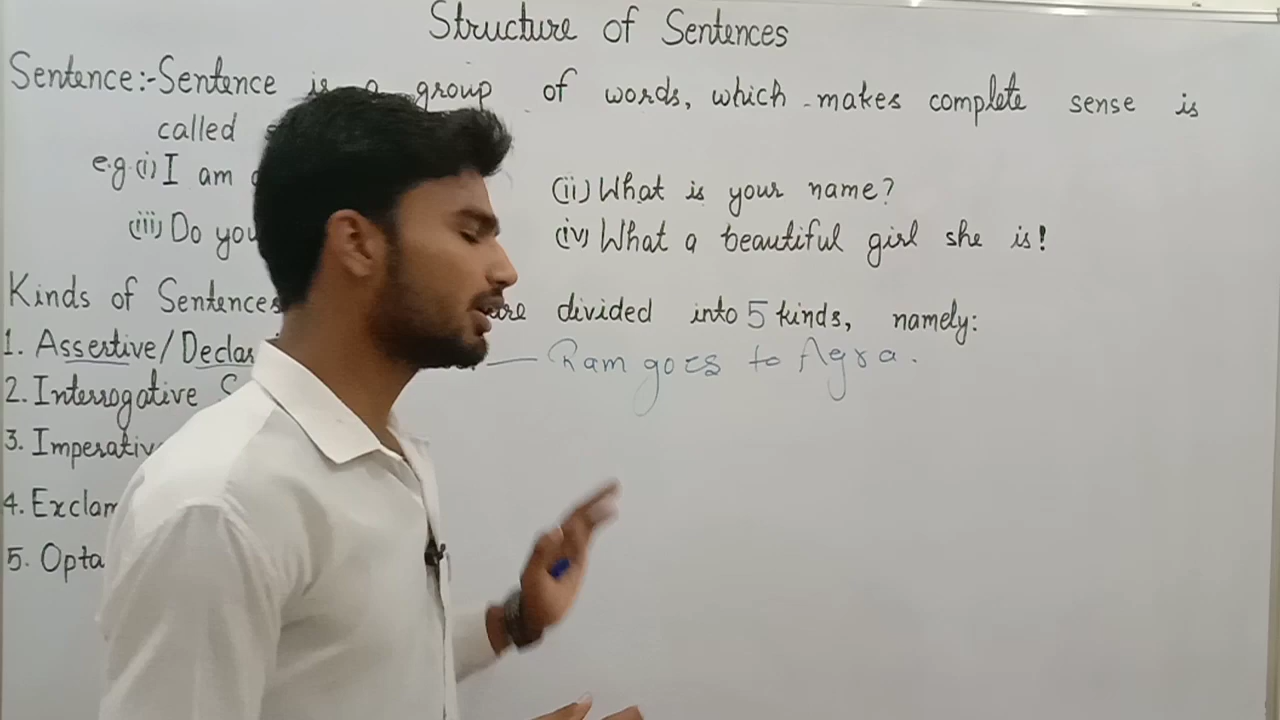 Structure of Sentences
Sentence:-Sentence is a group of words, which makes complete sense is
called
e.g.(i) I am
(ii) What is your name?
(iii) Do you
(iv) What a beautiful girl she is!
Kinds of Sentences are divided into 5 kinds, namely:
1. Assertive/Declar
— Ram goes to Agra.
2. Interrogative S
3. Imperativ
4. Exclam
5. Opta